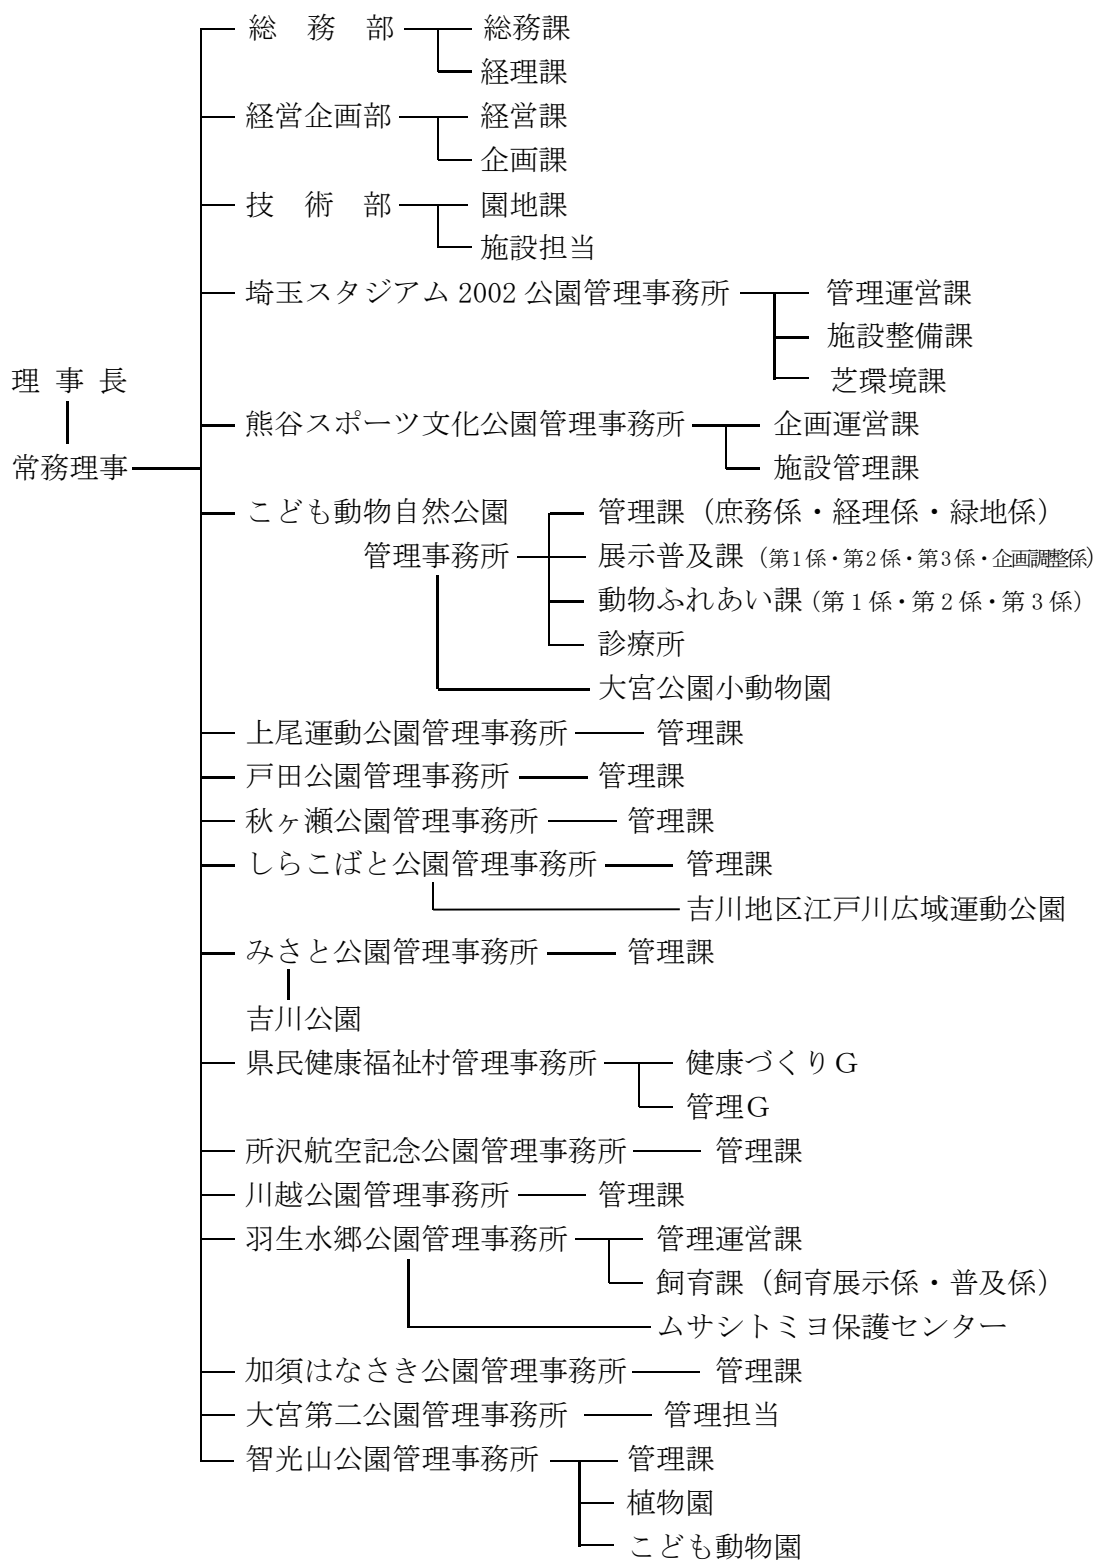 総　務　部　総務課
経理課
経営企画部　経営課
企画課
技　術　部　園地課
施設担当
埼玉スタジアム 2002 公園管理事務所　管理運営課
施設整備課
理 事 長　芝環境課
熊谷スポーツ文化公園管理事務所　企画運営課
常務理事　施設管理課
こども動物自然公園　管理課（庶務係・経理係・緑地係）
管理事務所　展示普及課（第1係・第2係・第3係・企画調整係）
動物ふれあい課（第１係・第２係・第３係）
診療所
大宮公園小動物園
上尾運動公園管理事務所　管理課
戸田公園管理事務所　管理課
秋ヶ瀬公園管理事務所　管理課
しらこばと公園管理事務所　管理課
吉川地区江戸川広域運動公園
みさと公園管理事務所　管理課
吉川公園
県民健康福祉村管理事務所　健康づくりＧ
管理Ｇ
所沢航空記念公園管理事務所　管理課
川越公園管理事務所　管理課
羽生水郷公園管理事務所　管理運営課
飼育課（飼育展示係・普及係）
ムサシトミヨ保護センター
加須はなさき公園管理事務所　管理課
大宮第二公園管理事務所　管理担当
智光山公園管理事務所　管理課
植物園
こども動物園